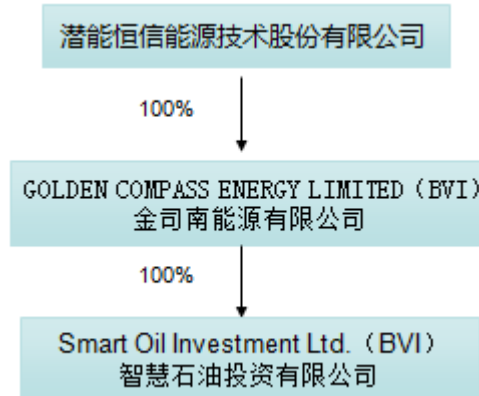 潜能恒信能源技术股份有限公司
100%
GOLDEN COMPASS ENERGY LIMITED（BVI）
金司南能源有限公司
100%
Smart Oil Investment Ltd.（BVI）
智慧石油投资有限公司